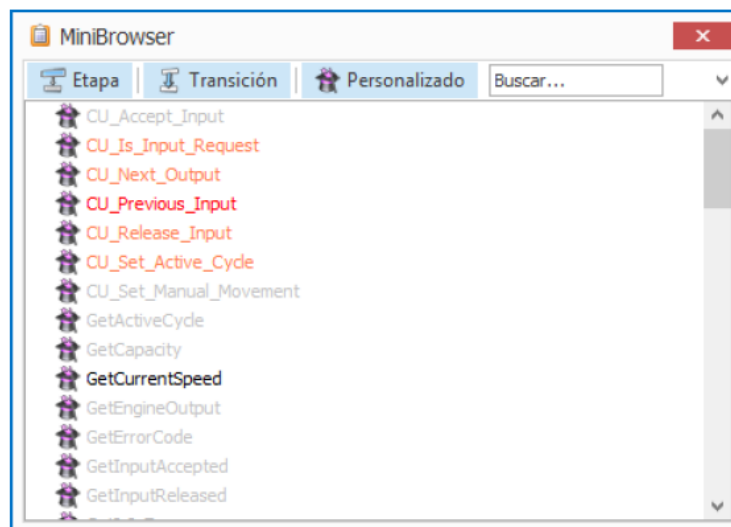 MiniBrowser
Etapa Transición Personalizado Buscar...
CU_Accept_Input
CU_Is_Input_Request
CU_Next_Output
CU_Previous_Input
CU_Release_Input
CU_Set_Active_Cycle
CU_Set_Manual_Movement
GetActiveCycle
GetCapacity
GetCurrentSpeed
GetEngineOutput
GetErrorCode
GetInputAccepted
GetInputReleased